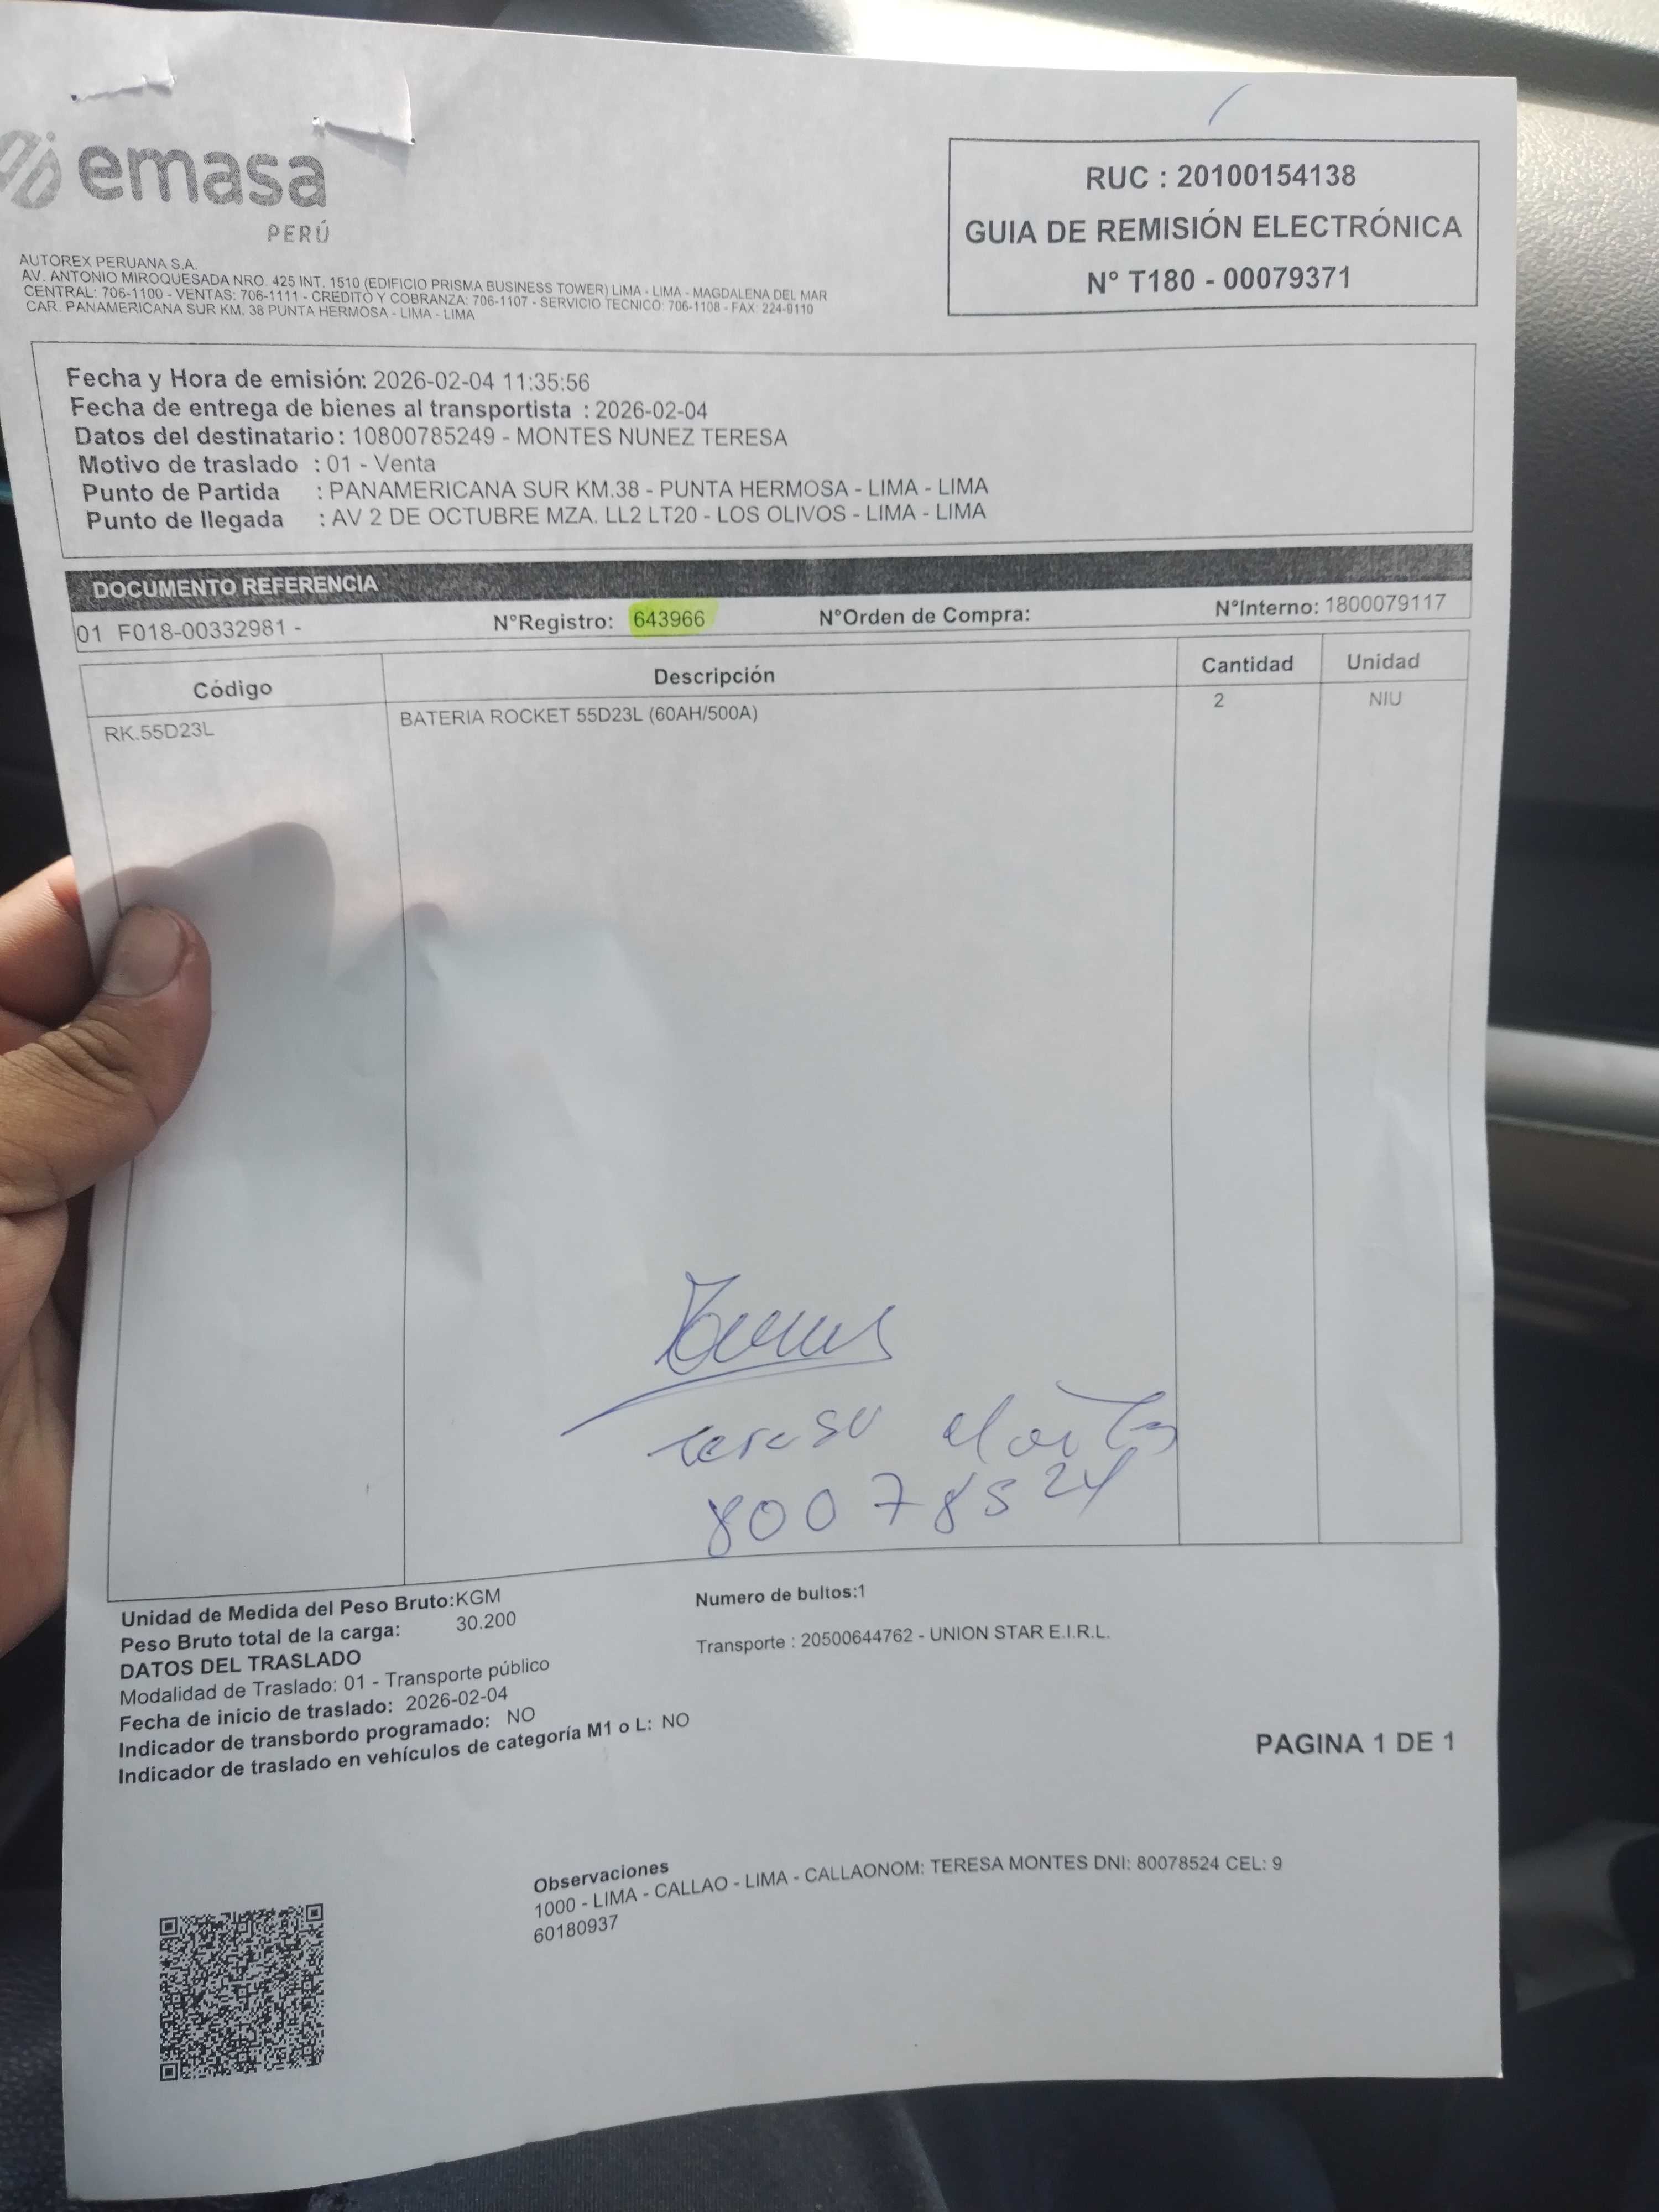 emasa
PERÚ
RUC : 20100154138
GUIA DE REMISIÓN ELECTRÓNICA
N° T180 - 00079371
AUTOREX PERUANA S.A.
AV. ANTONIO MIROQUESADA NRO. 425 INT. 1510 (EDIFICIO PRISMA BUSINESS TOWER) LIMA - LIMA - MAGDALENA DEL MAR
CENTRAL: 706-1100 - VENTAS: 706-1111 - CREDITO Y COBRANZA: 706-1107 - SERVICIO TECNICO: 706-1108 - FAX: 224-9110
CAR. PANAMERICANA SUR KM. 38 PUNTA HERMOSA - LIMA - LIMA
Fecha y Hora de emisión: 2026-02-04 11:35:56
Fecha de entrega de bienes al transportista : 2026-02-04
Datos del destinatario : 10800785249 - MONTES NUNEZ TERESA
Motivo de traslado : 01 - Venta
Punto de Partida : PANAMERICANA SUR KM.38 - PUNTA HERMOSA - LIMA - LIMA
Punto de llegada : AV 2 DE OCTUBRE MZA. LL2 LT20 - LOS OLIVOS - LIMA - LIMA
DOCUMENTO REFERENCIA
01 F018-00332981 - N°Registro: 643966 N°Orden de Compra: N°Interno: 1800079117
Código Descripción Cantidad Unidad
RK.55D23L BATERIA ROCKET 55D23L (60AH/500A) 2 NIU
teresa Montes
80078524
Unidad de Medida del Peso Bruto: KGM Numero de bultos:1
Peso Bruto total de la carga: 30.200
Transporte : 20500644762 - UNION STAR E.I.R.L.
DATOS DEL TRASLADO
Modalidad de Traslado: 01 - Transporte público
Fecha de inicio de traslado: 2026-02-04
Indicador de transbordo programado: NO
Indicador de traslado en vehículos de categoría M1 o L: NO
PAGINA 1 DE 1
Observaciones
1000 - LIMA - CALLAO - LIMA - CALLAONOM: TERESA MONTES DNI: 80078524 CEL: 9
60180937